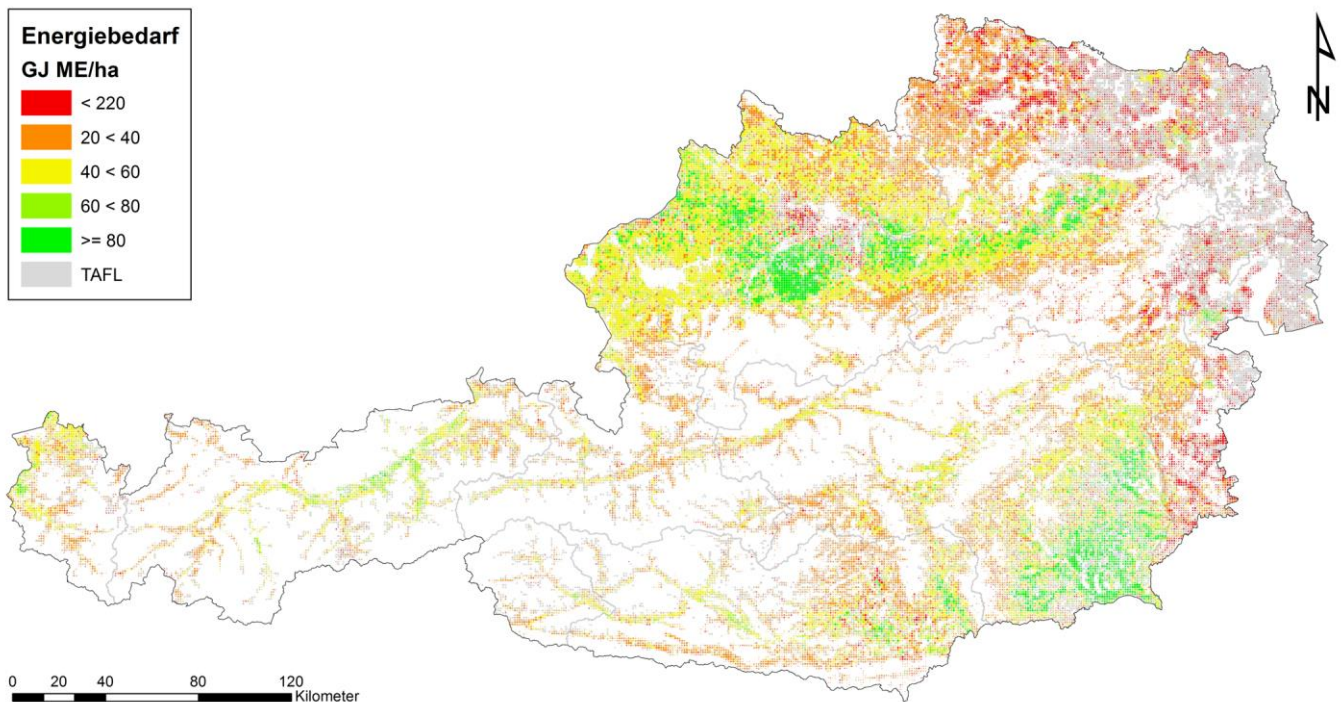 Energiebedarf
GJ ME/ha
< 220
20 < 40
40 < 60
60 < 80
>= 80
TAFL
N
0 20 40 80 120
Kilometer